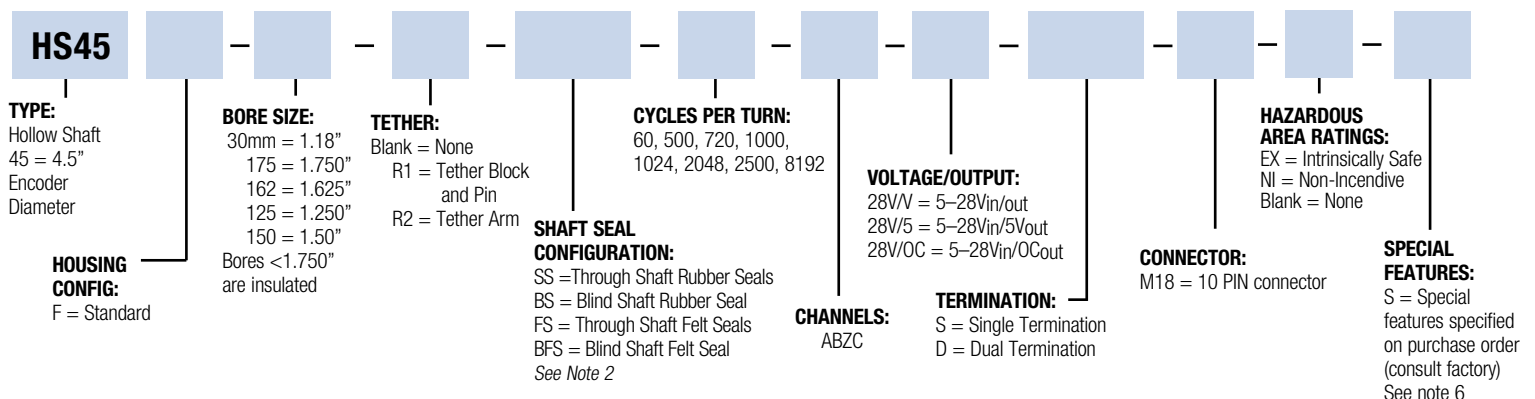 HS45 – – – – – – – – – –
TYPE:
Hollow Shaft
45 = 4.5"
Encoder
Diameter
HOUSING
CONFIG:
F = Standard
BORE SIZE:
30mm = 1.18"
175 = 1.750"
162 = 1.625"
125 = 1.250"
150 = 1.50"
Bores <1.750"
are insulated
TETHER:
Blank = None
R1 = Tether Block
and Pin
R2 = Tether Arm
SHAFT SEAL
CONFIGURATION:
SS =Through Shaft Rubber Seals
BS = Blind Shaft Rubber Seal
FS = Through Shaft Felt Seals
BFS = Blind Shaft Felt Seal
See Note 2
CYCLES PER TURN:
60, 500, 720, 1000,
1024, 2048, 2500, 8192
CHANNELS:
ABZC
VOLTAGE/OUTPUT:
28V/V = 5–28Vin/out
28V/5 = 5–28Vin/5Vout
28V/OC = 5–28Vin/OCout
TERMINATION:
S = Single Termination
D = Dual Termination
CONNECTOR:
M18 = 10 PIN connector
HAZARDOUS
AREA RATINGS:
EX = Intrinsically Safe
NI = Non-Incendive
Blank = None
SPECIAL
FEATURES:
S = Special
features specified
on purchase order
(consult factory)
See note 6